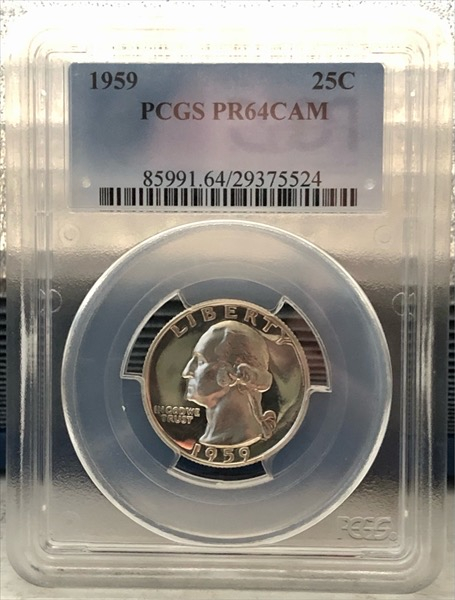 1959 25C
PCGS PR64CAM
85991.64/29375524
LIBERTY
IN GOD WE
TRUST
1959
PCGS